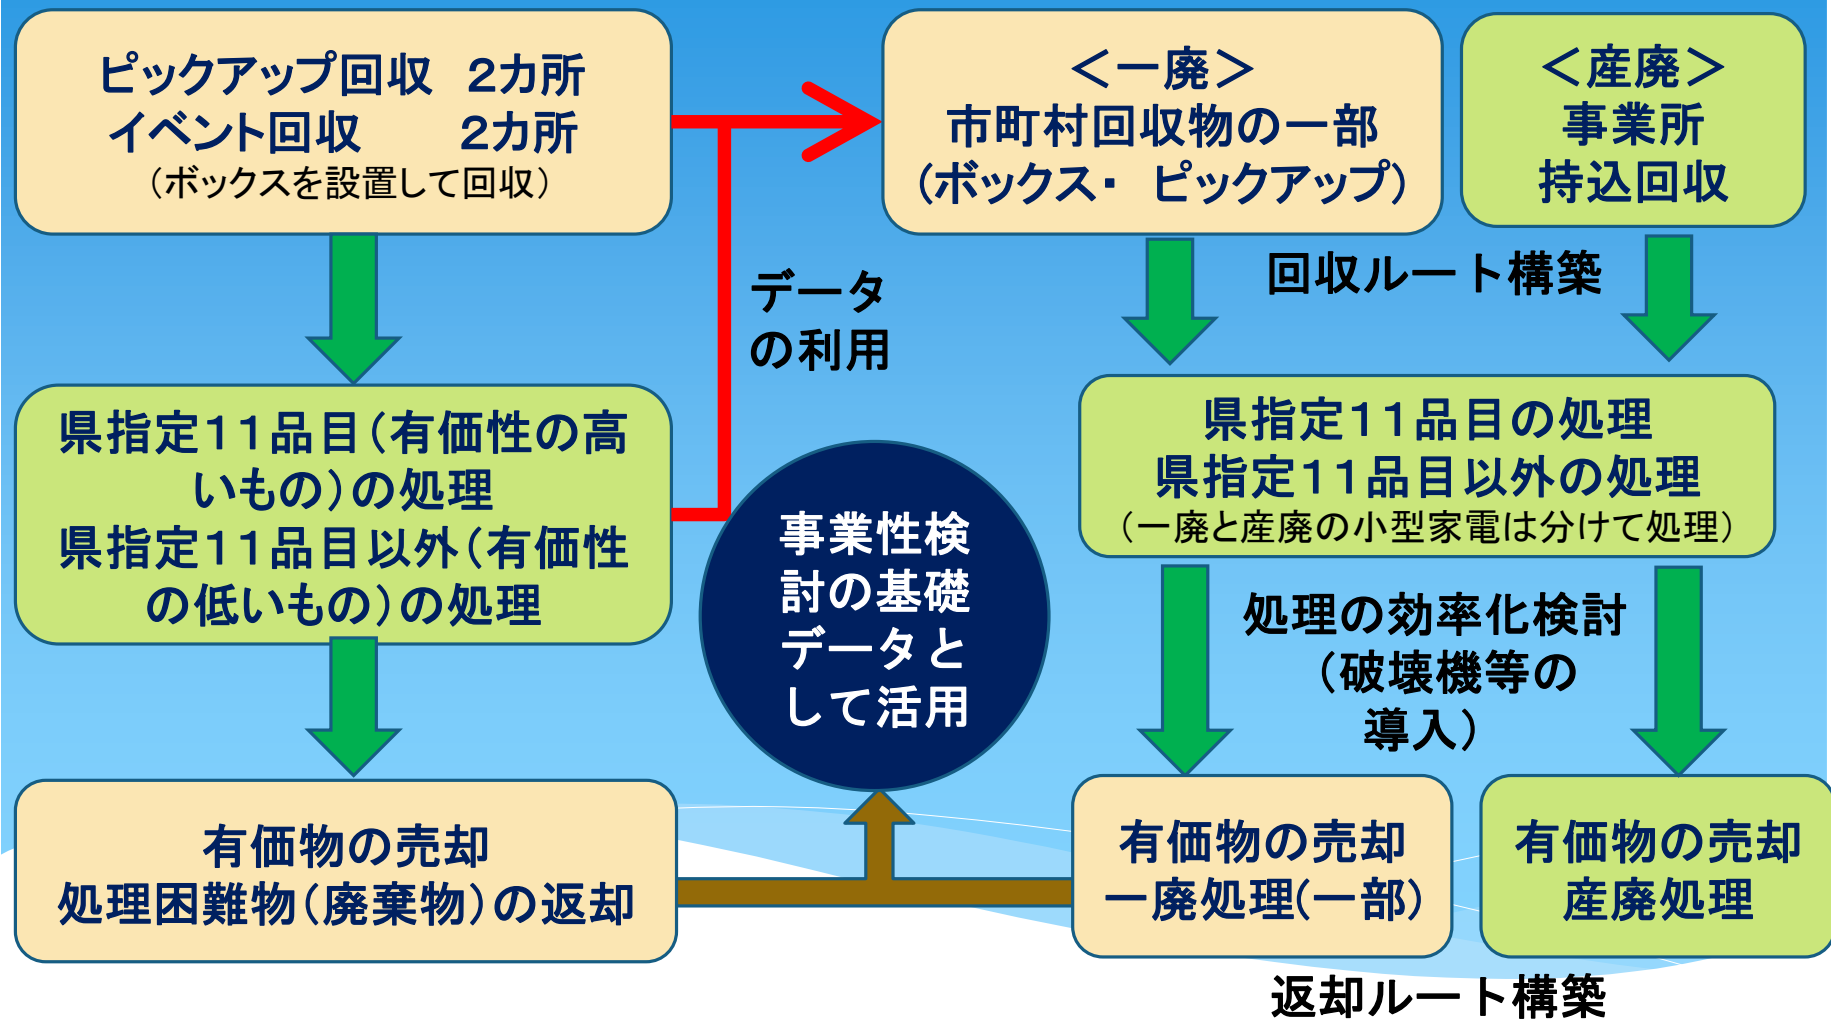 ピックアップ回収　２カ所
イベント回収　　２カ所
（ボックスを設置して回収）
＜一廃＞
市町村回収物の一部
（ボックス・　ピックアップ）
＜産廃＞
事業所
持込回収
データ
の利用
回収ルート構築
県指定１１品目（有価性の高
いもの）の処理
県指定１１品目以外（有価性
の低いもの）の処理
事業性検
討の基礎
データと
して活用
県指定１１品目の処理
県指定１１品目以外の処理
（一廃と産廃の小型家電は分けて処理）
処理の効率化検討
（破壊機等の
導入）
有価物の売却
処理困難物（廃棄物）の返却
有価物の売却
一廃処理（一部）
有価物の売却
産廃処理
返却ルート構築